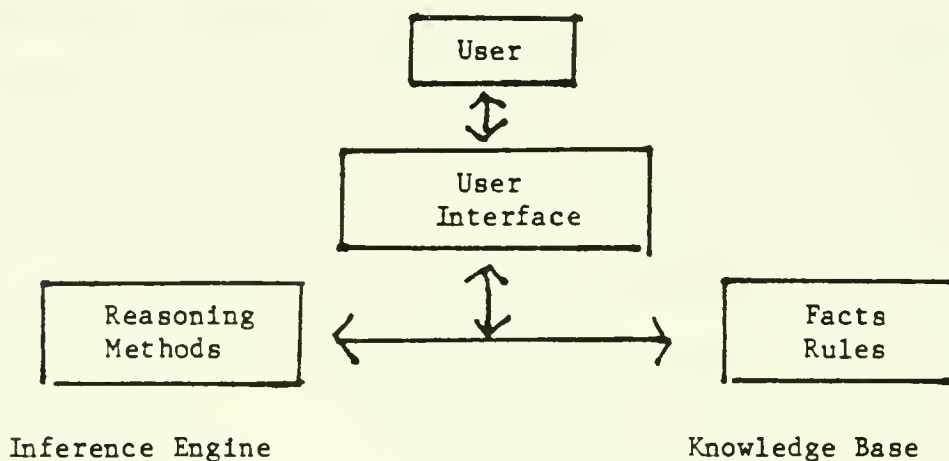 User
User
Interface
Reasoning
Methods
Facts
Rules
Inference Engine
Knowledge Base